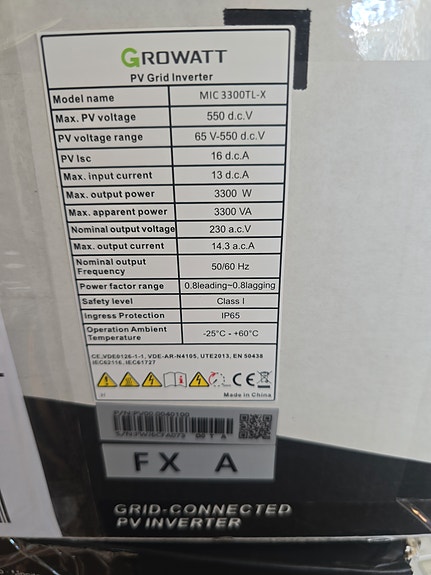 GROWATT
PV Grid Inverter
Model name MIC 3300TL-X
Max. PV voltage 550 d.c.V
PV voltage range 65 V-550 d.c.V
PV Isc 16 d.c.A
Max. input current 13 d.c.A
Max. output power 3300 W
Max. apparent power 3300 VA
Nominal output voltage 230 a.c.V
Max. output current 14.3 a.c.A
Nominal output Frequency 50/60 Hz
Power factor range 0.8leading~0.8lagging
Safety level Class I
Ingress Protection IP65
Operation Ambient Temperature -25°C - +60°C
CE,VDE0126-1-1, VDE-AR-N4105, UTE2013, EN 50438
IEC62116, IEC61727
CE
Made in China
FX A
GRID-CONNECTED
PV INVERTER